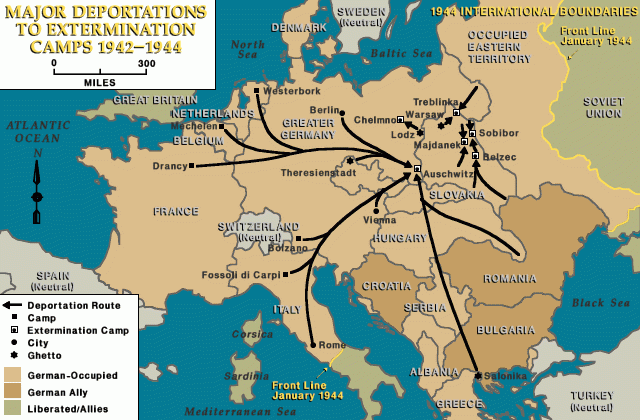 MAJOR DEPORTATIONS
TO EXTERMINATION
CAMPS 1942–1944
0 300
MILES
1944 INTERNATIONAL BOUNDARIES
SWEDEN
(Neutral)
DENMARK
North
Sea
Baltic Sea
OCCUPIED
EASTERN
TERRITORY
Front Line
January 1944
SOVIET
UNION
GREAT BRITAIN
NETHERLANDS
Westerbork
Berlin
Treblinka
Chelmno
Warsaw
Mechelen
BELGIUM
GREATER
GERMANY
Lodz
Sobibor
Majdanek
Belzec
ATLANTIC
OCEAN
N
Drancy
Theresienstadt
Auschwitz
SLOVAKIA
FRANCE
Vienna
SWITZERLAND
(Neutral)
Bolzano
HUNGARY
SPAIN
(Neutral)
Fossoli di Carpi
CROATIA
ROMANIA
ITALY
SERBIA
Black Sea
Deportation Route
Camp
Extermination Camp
City
Ghetto
German-Occupied
German Ally
Liberated/Allies
Corsica
Rome
BULGARIA
Sardinia
Front Line
January 1944
ALBANIA
Salonika
GREECE
TURKEY
(Neutral)
Mediterranean Sea